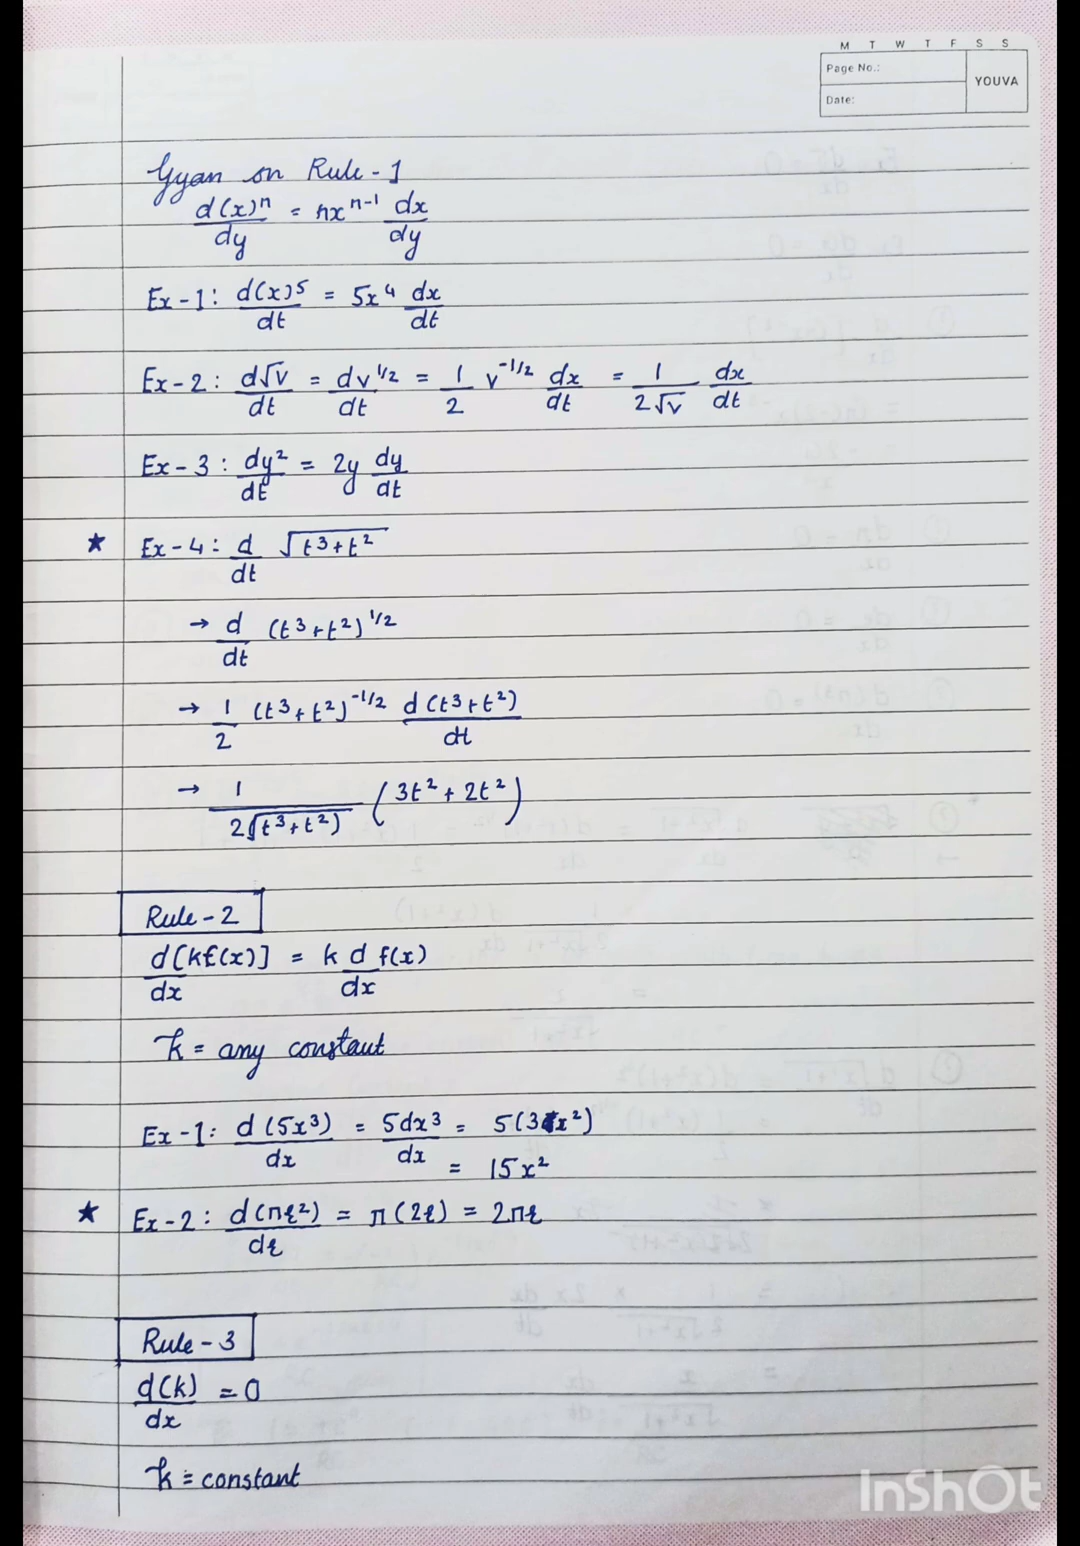 M T W T F S S
Page No.:
YOUVA
Date:
Gyan on Rule-1
d(x)ⁿ/dy = nxⁿ⁻¹ dx/dy
Ex-1: d(x)⁵/dt = 5x⁴ dx/dt
Ex-2: d√v/dt = dv^1/2/dt = 1/2 v^-1/2 dx/dt = 1/2√v dx/dt
Ex-3: dy²/dt = 2y dy/dt
★ Ex-4: d/dt √t³+t²
→ d/dt (t³+t²)^1/2
→ 1/2 (t³+t²)^-1/2 d(t³+t²)/dt
→ 1/2√(t³+t²) (3t²+2t²)
Rule-2
d[kf(x)]/dx = k d/dx f(x)
k = any constant
Ex-1: d(5x³)/dx = 5dx³/dx = 5(3x²)
= 15x²
★ Ex-2: d(πr²)/dr = π(2r) = 2πr
Rule-3
d(k)/dx = 0
k = constant
InShOt